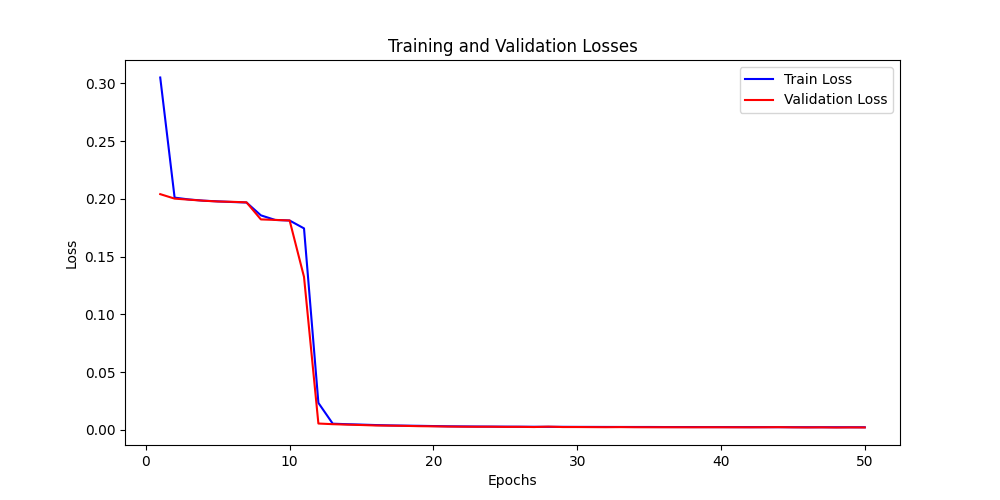 Training and Validation Losses
Train Loss
Validation Loss
0.30
0.25
0.20
0.15
0.10
0.05
0.00
Loss
0 10 20 30 40 50
Epochs